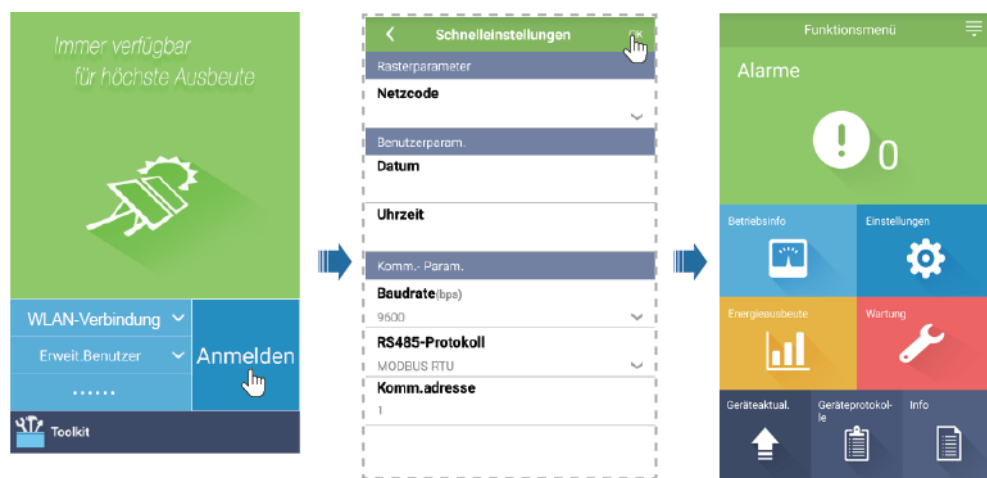 Immer verfügbar
für höchste Ausbeute
WLAN-Verbindung
Erweit.Benutzer
Anmelden
......
Toolkit
Schnelleinstellungen
Rasterparameter
Netzcode
Benutzerparam.
Datum
Uhrzeit
Komm.- Param.
Baudrate(bps)
9600
RS485-Protokoll
MODBUS RTU
Komm.adresse
1
Funktionsmenü
Alarme
0
Betriebsinfo
Einstellungen
Energieausbeute
Wartung
Geräteaktual.
Geräteprotokol-
le
Info